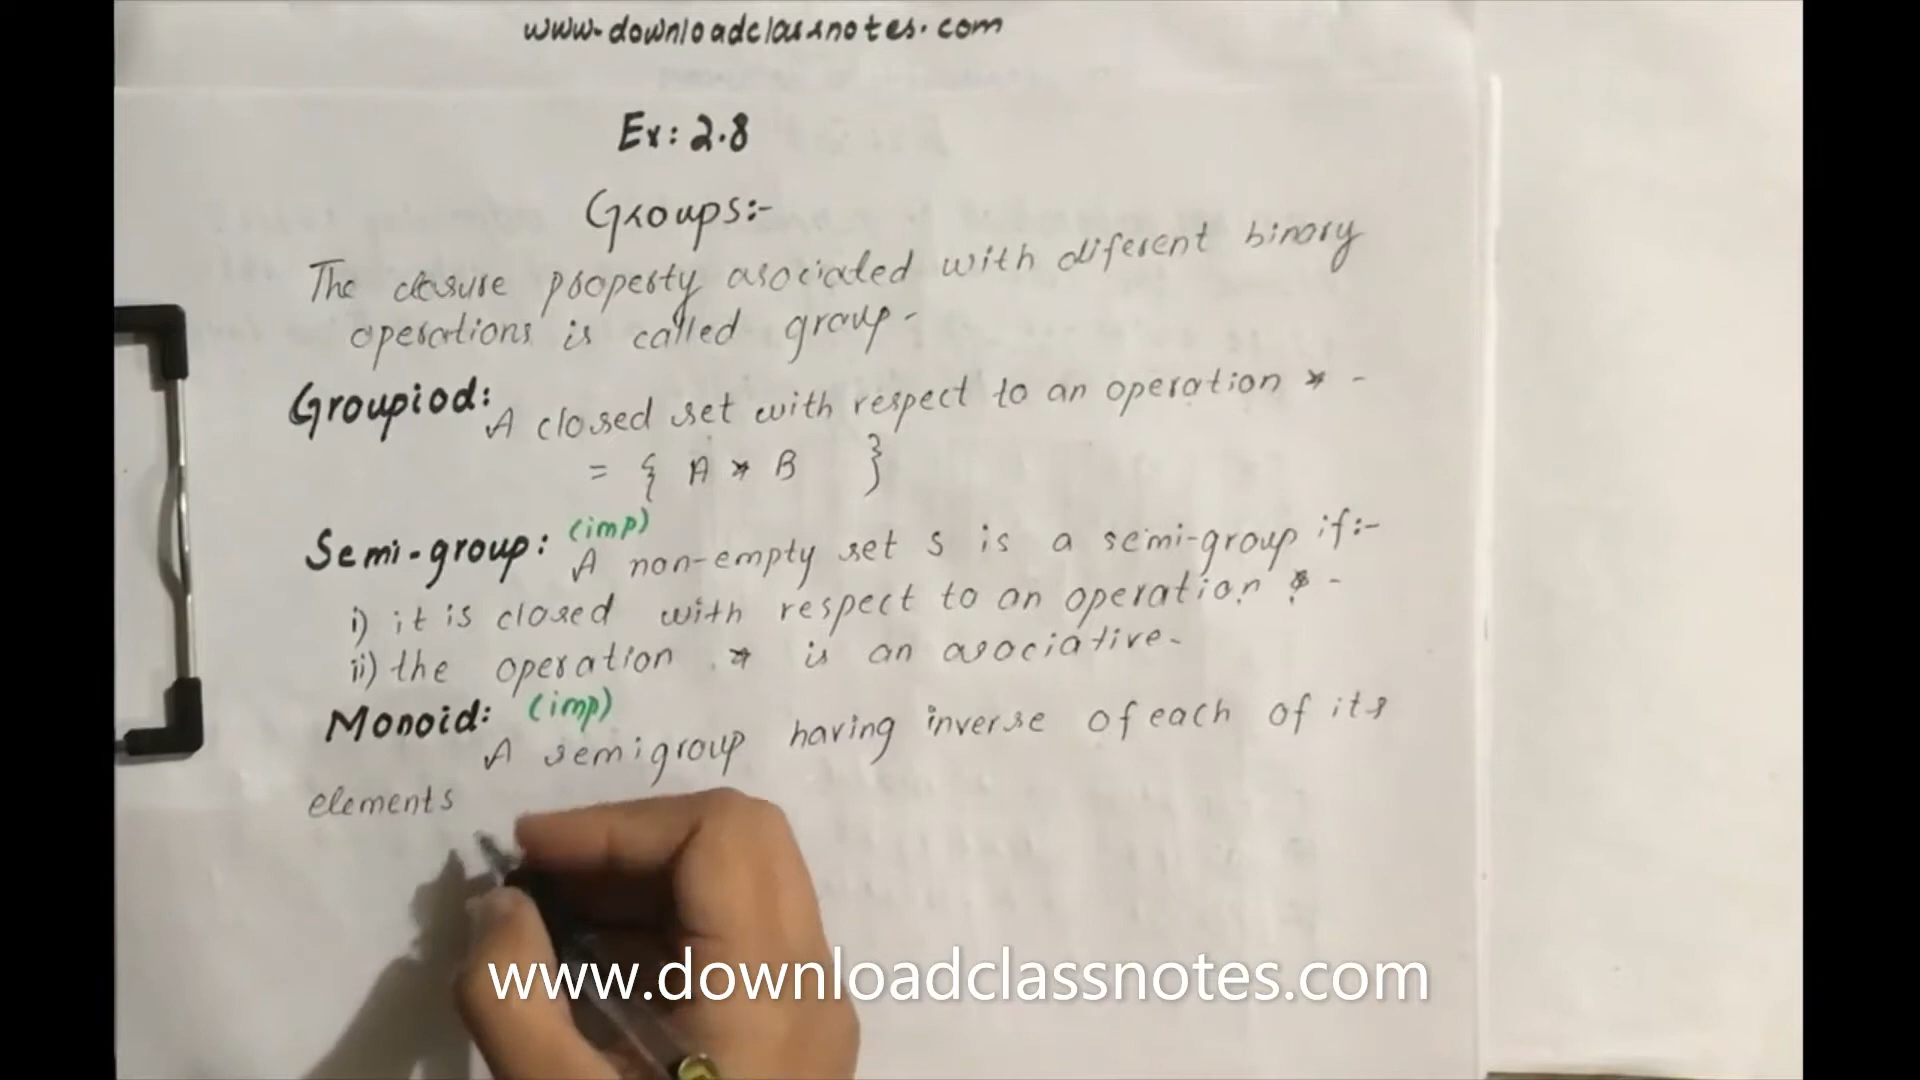 www.downloadclassnotes.com
Ex: 2.8
Groups:-
The closure property asociated with diferent binary
operations is called group-
Groupiod:
A closed set with respect to an operation * -
= { A * B }
Semi-group: (imp)
A non-empty set S is a semi-group if:-
i) it is closed with respect to an operation * -
ii) the operation * is an asociative-
Monoid: (imp)
A semigroup having inverse of each of its
elements
www.downloadclassnotes.com